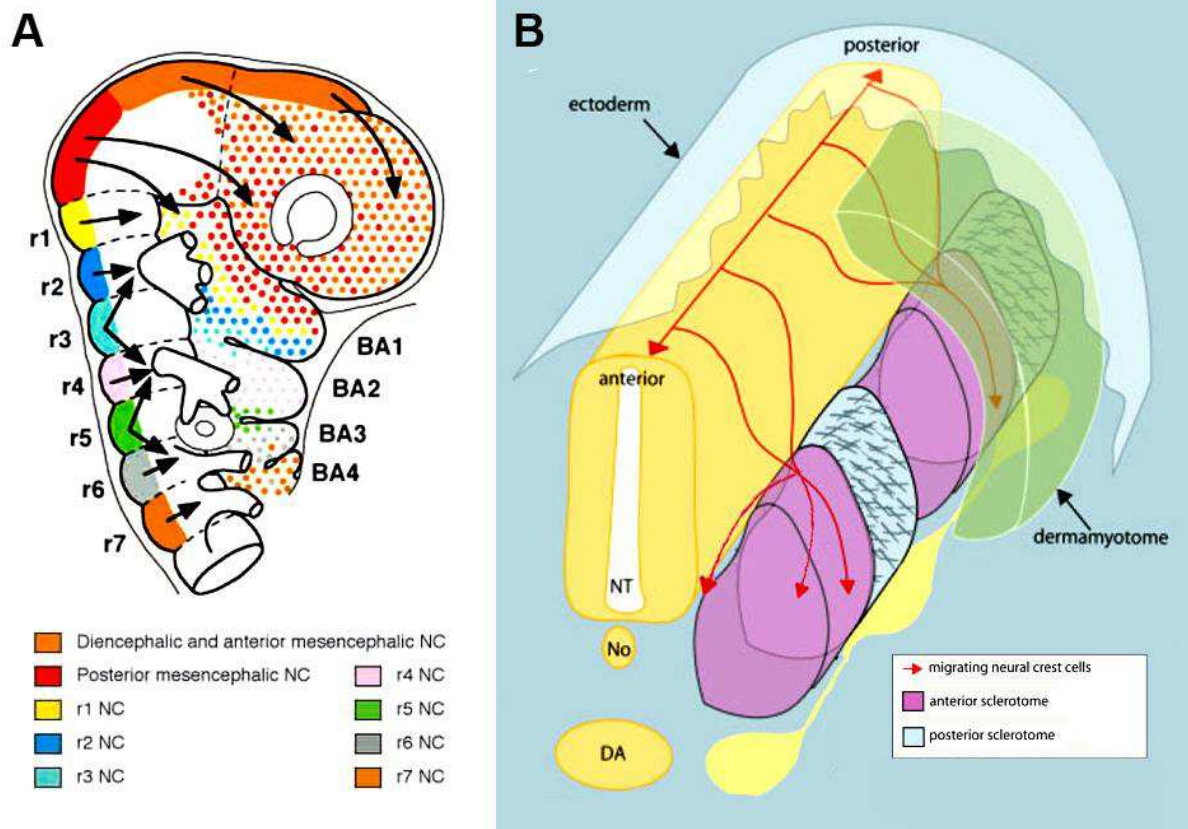 A
r1
r2
r3
r4
r5
r6
r7
BA1
BA2
BA3
BA4
Diencephalic and anterior mesencephalic NC
Posterior mesencephalic NC
r1 NC
r2 NC
r3 NC
r4 NC
r5 NC
r6 NC
r7 NC
B
posterior
ectoderm
anterior
dermamyotome
NT
No
DA
migrating neural crest cells
anterior sclerotome
posterior sclerotome